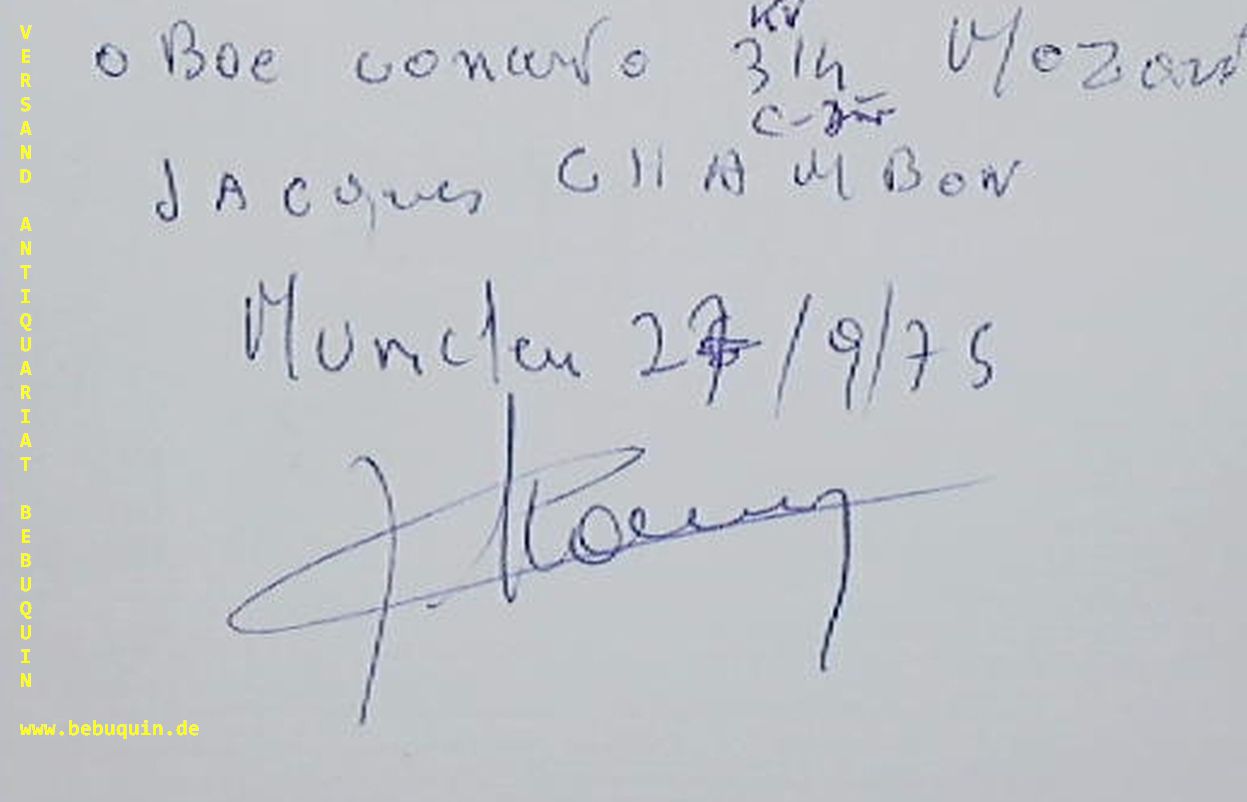 KV
oBoe concerto 314 Mozart
C-Dur
JACques CHAMBON
Munchen 27/9/75
VERSAND ANTIQUARIAT BEBUQUIN
www.bebuquin.de